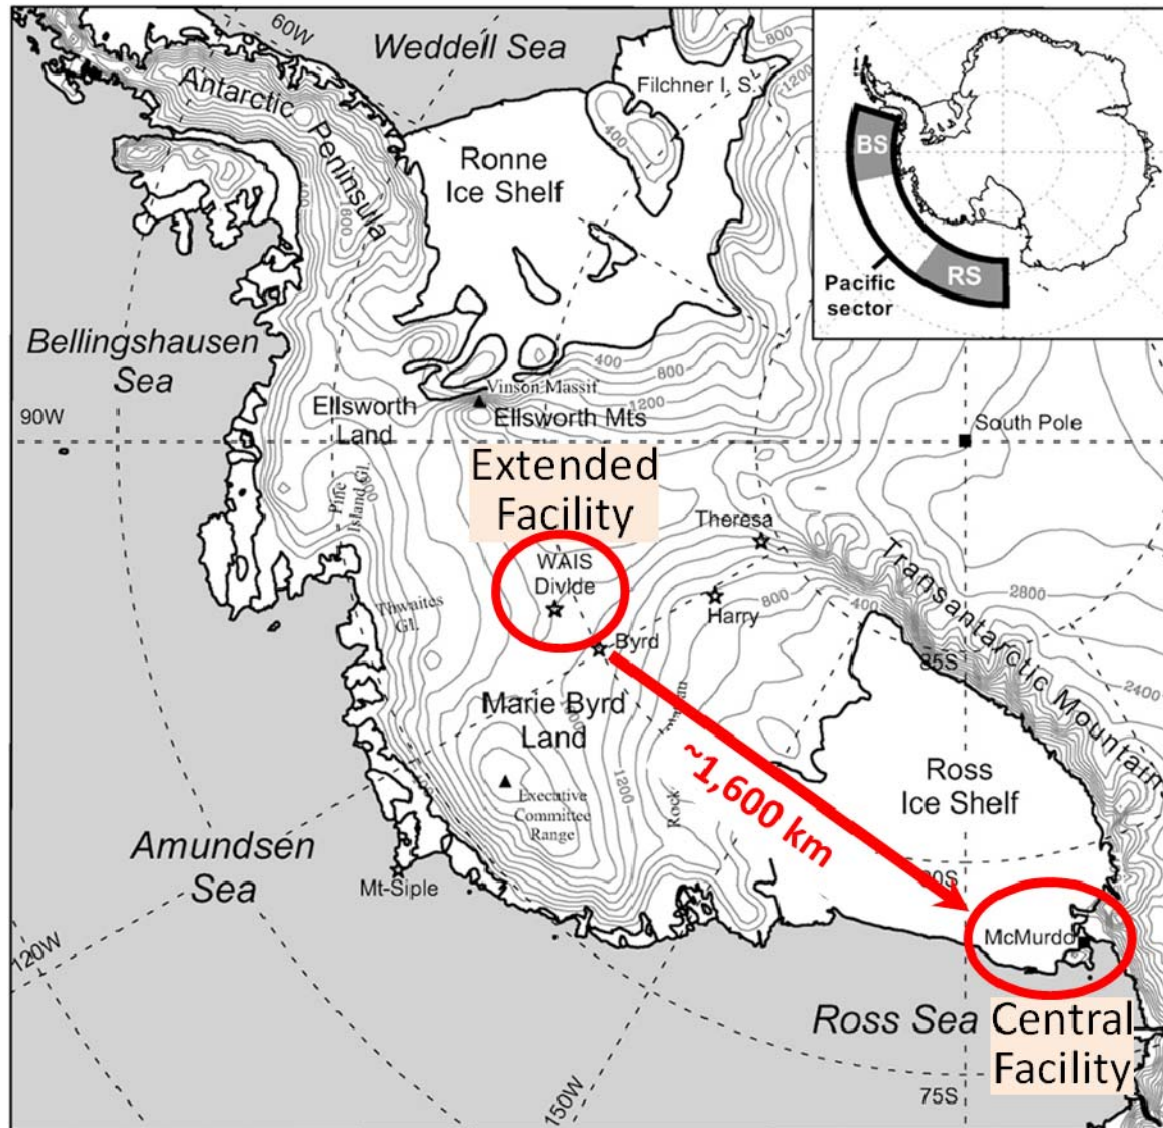 60W
Weddell Sea
800
1200
Filchner I. S.
Antarctic Peninsula
400
Ronne
Ice Shelf
1800
BS
RS
Pacific
sector
Bellingshausen
Sea
400
800
1200
Vinson Massif
Ellsworth
Land
Ellsworth Mts
90W
South Pole
Extended
Facility
Pine
Island Gl.
Theresa
WAIS
Divide
Transantarctic Mountain
2800
Thwaites
Gl.
Harry
800
400
Byrd
85S
2400
Marie Byrd
Land
~1,600 km
1200
Ross
Ice Shelf
Executive
Committee
Range
Rock
Amundsen
Sea
Mt-Siple
McMurdo
120W
Ross Sea
Central
Facility
150W
75S